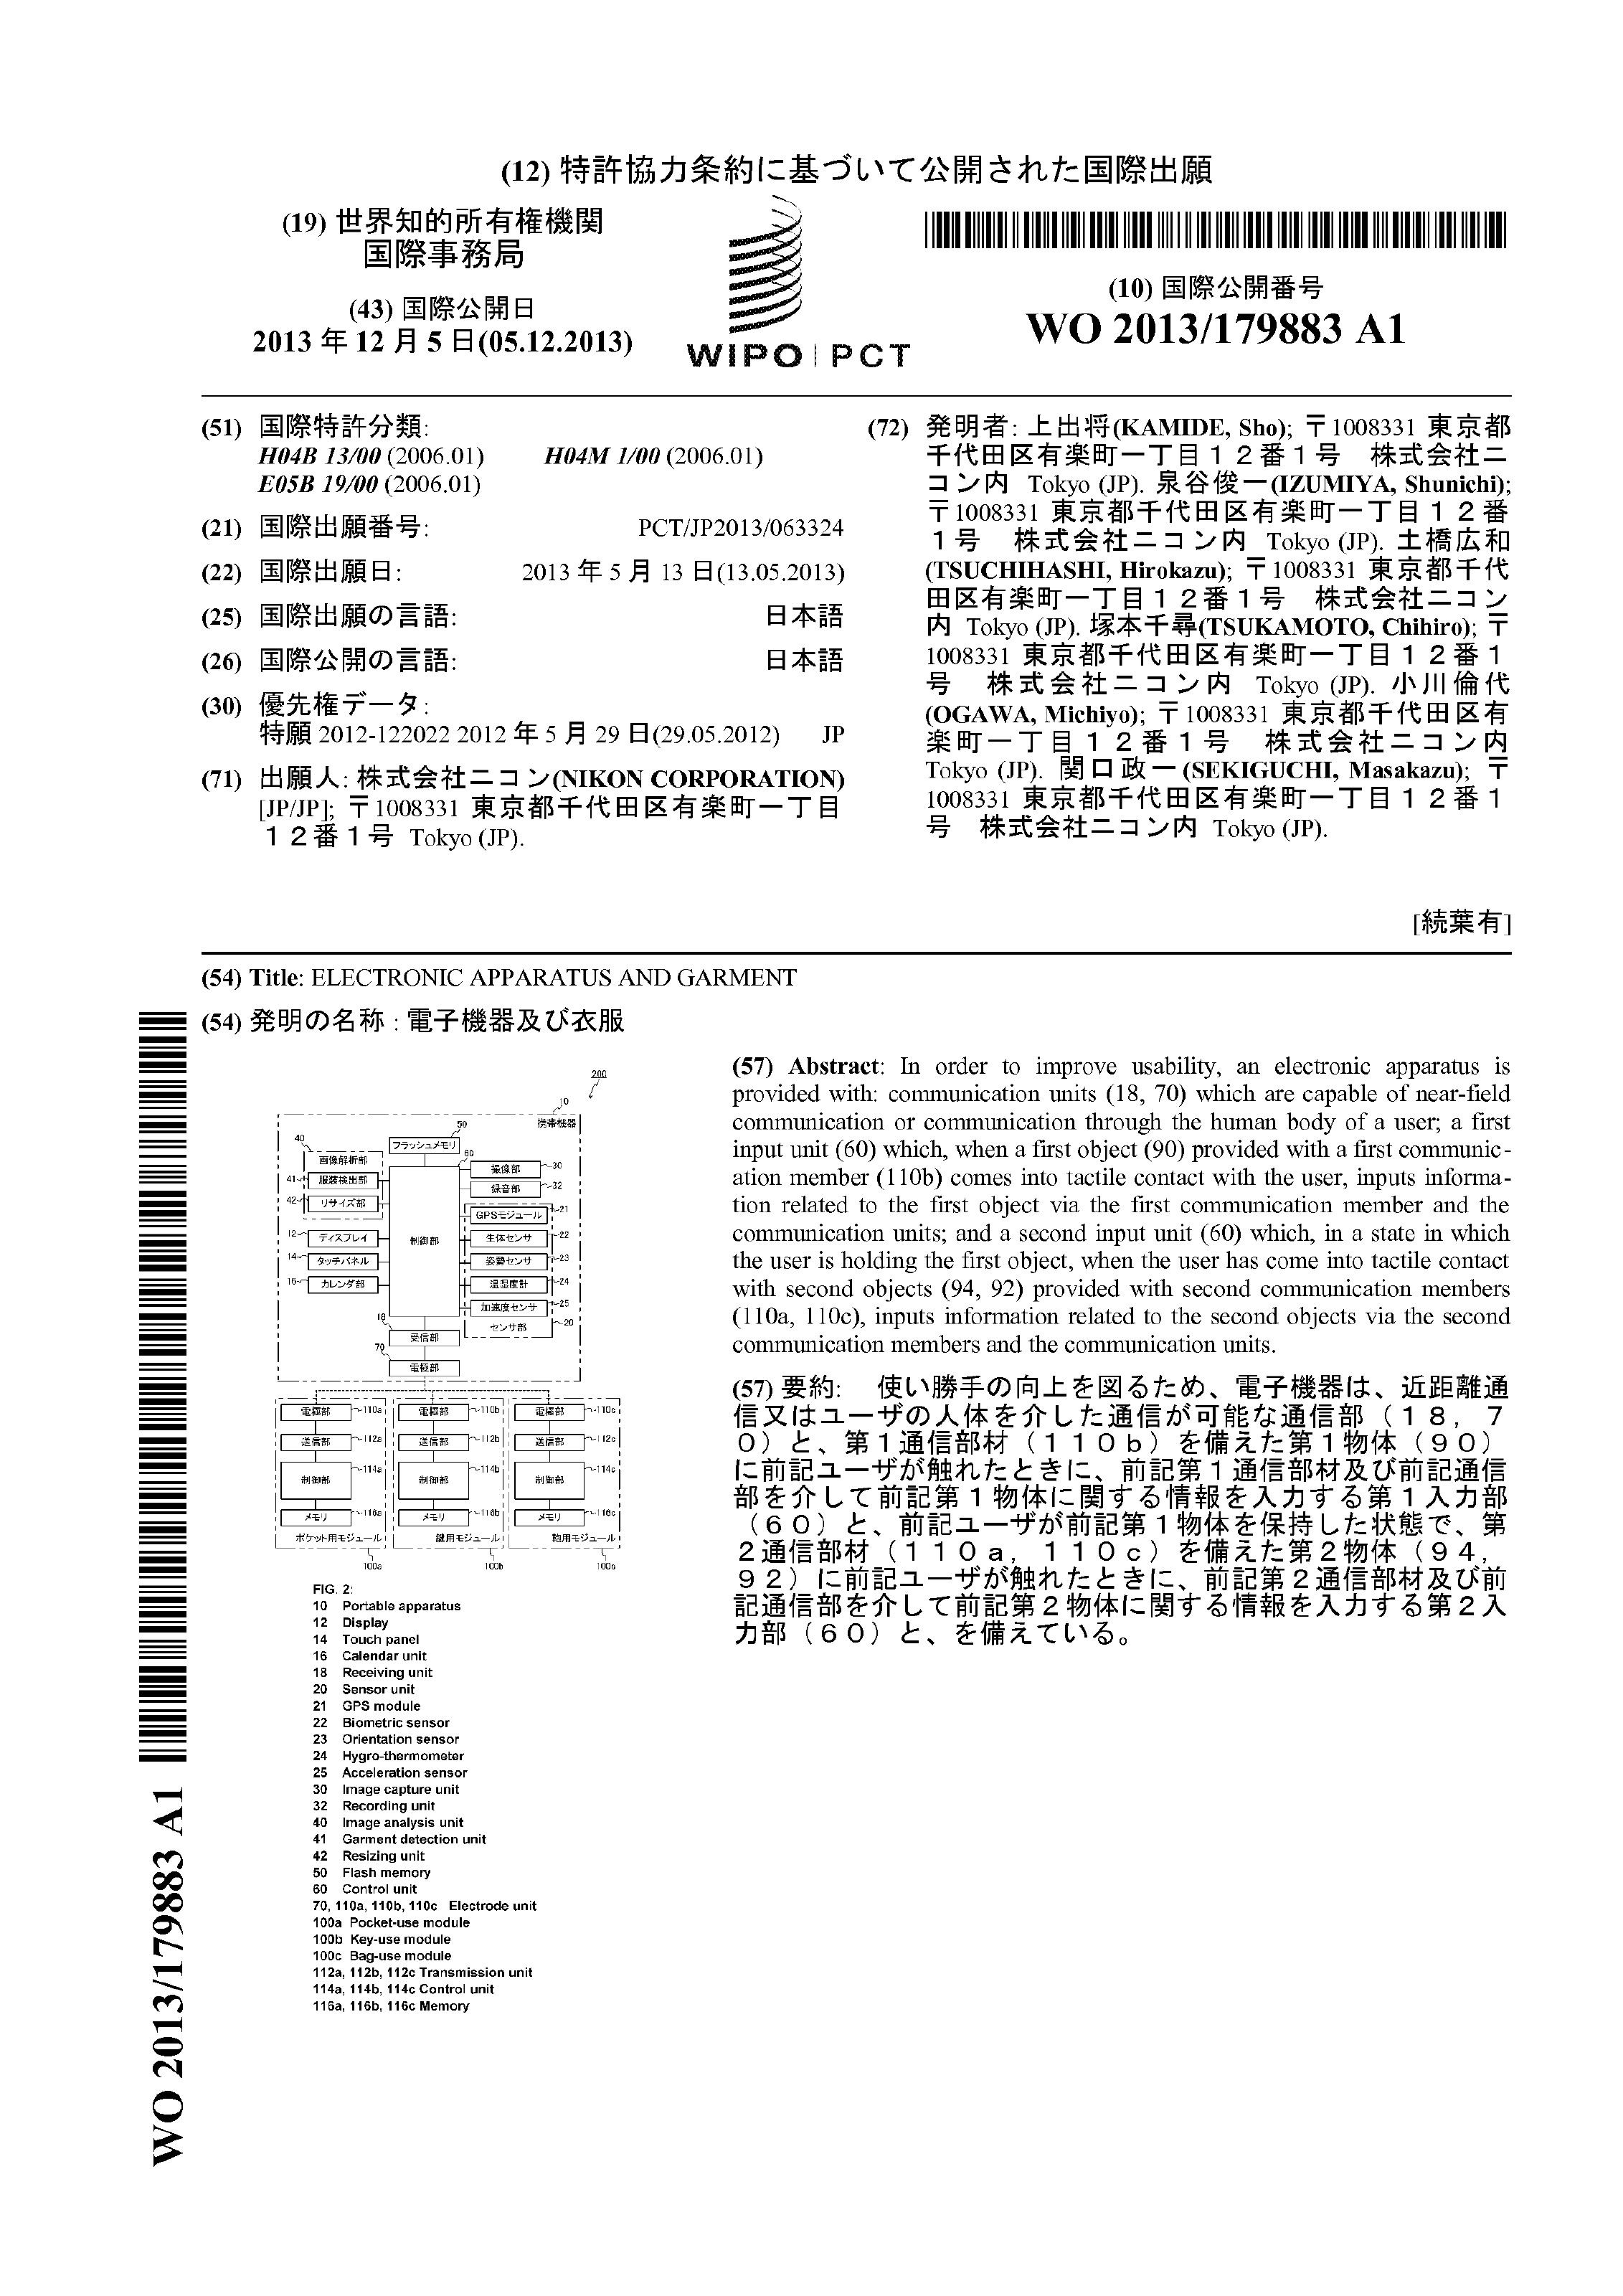 (12) 特許協力条約に基づいて公開された国際出願
(19) 世界知的所有権機関
国際事務局
(43) 国際公開日
2013 年 12 月 5 日(05.12.2013)
WIPO | PCT
(10) 国際公開番号
WO 2013/179883 A1
(51) 国際特許分類:
H04B 13/00 (2006.01) H04M 1/00 (2006.01)
E05B 19/00 (2006.01)
(21) 国際出願番号: PCT/JP2013/063324
(22) 国際出願日: 2013 年 5 月 13 日(13.05.2013)
(25) 国際出願の言語: 日本語
(26) 国際公開の言語: 日本語
(30) 優先権データ:
特願 2012-122022 2012 年 5 月 29 日(29.05.2012) JP
(71) 出願人: 株式会社ニコン(NIKON CORPORATION)
[JP/JP]; 〒1008331 東京都千代田区有楽町一丁目
12番1号 Tokyo (JP).
(72) 発明者: 上出将(KAMIDE, Sho); 〒1008331 東京都
千代田区有楽町一丁目12番1号 株式会社ニ
コン内 Tokyo (JP). 泉谷俊一(IZUMIYA, Shunichi);
〒1008331 東京都千代田区有楽町一丁目12番
1号 株式会社ニコン内 Tokyo (JP). 土橋広和
(TSUCHIHASHI, Hirokazu); 〒1008331 東京都千代
田区有楽町一丁目12番1号 株式会社ニコン
内 Tokyo (JP). 塚本千尋(TSUKAMOTO, Chihiro); 〒
1008331 東京都千代田区有楽町一丁目12番1
号 株式会社ニコン内 Tokyo (JP). 小川倫代
(OGAWA, Michiyo); 〒1008331 東京都千代田区有
楽町一丁目12番1号 株式会社ニコン内
Tokyo (JP). 関口政一(SEKIGUCHI, Masakazu); 〒
1008331 東京都千代田区有楽町一丁目12番1
号 株式会社ニコン内 Tokyo (JP).
[続葉有]
(54) Title: ELECTRONIC APPARATUS AND GARMENT
(54) 発明の名称 : 電子機器及び衣服
200
10
携帯機器
50
フラッシュメモリ
40
画像解析部
60
41 服装検出部
42 リサイズ部
撮像部 30
録音部 32
GPSモジュール 21
12 ディスプレイ
制御部
生体センサ 22
14 タッチパネル
姿勢センサ 23
16 カレンダ部
温湿度計 24
加速度センサ 25
センサ部 20
18
受信部
70
電極部
電極部 110a 電極部 110b 電極部 110c
送信部 112a 送信部 112b 送信部 112c
制御部 114a 制御部 114b 制御部 114c
メモリ 116a メモリ 116b メモリ 116c
ポケット用モジュール 鍵用モジュール 鞄用モジュール
100a 100b 100c
FIG. 2:
10 Portable apparatus
12 Display
14 Touch panel
16 Calendar unit
18 Receiving unit
20 Sensor unit
21 GPS module
22 Biometric sensor
23 Orientation sensor
24 Hygro-thermometer
25 Acceleration sensor
30 Image capture unit
32 Recording unit
40 Image analysis unit
41 Garment detection unit
42 Resizing unit
50 Flash memory
60 Control unit
70, 110a, 110b, 110c Electrode unit
100a Pocket-use module
100b Key-use module
100c Bag-use module
112a, 112b, 112c Transmission unit
114a, 114b, 114c Control unit
116a, 116b, 116c Memory
(57) Abstract: In order to improve usability, an electronic apparatus is
provided with: communication units (18, 70) which are capable of near-field
communication or communication through the human body of a user; a first
input unit (60) which, when a first object (90) provided with a first communic-
ation member (110b) comes into tactile contact with the user, inputs informa-
tion related to the first object via the first communication member and the
communication units; and a second input unit (60) which, in a state in which
the user is holding the first object, when the user has come into tactile contact
with second objects (94, 92) provided with second communication members
(110a, 110c), inputs information related to the second objects via the second
communication members and the communication units.
(57) 要約: 使い勝手の向上を図るため、電子機器は、近距離通
信又はユーザの人体を介した通信が可能な通信部（18，7
0）と、第1通信部材（110b）を備えた第1物体（90）
に前記ユーザが触れたときに、前記第1通信部材及び前記通信
部を介して前記第1物体に関する情報を入力する第1入力部
（60）と、前記ユーザが前記第1物体を保持した状態で、第
2通信部材（110a，110c）を備えた第2物体（94，
92）に前記ユーザが触れたときに、前記第2通信部材及び前
記通信部を介して前記第2物体に関する情報を入力する第2入
力部（60）と、を備えている。
WO 2013/179883 A1